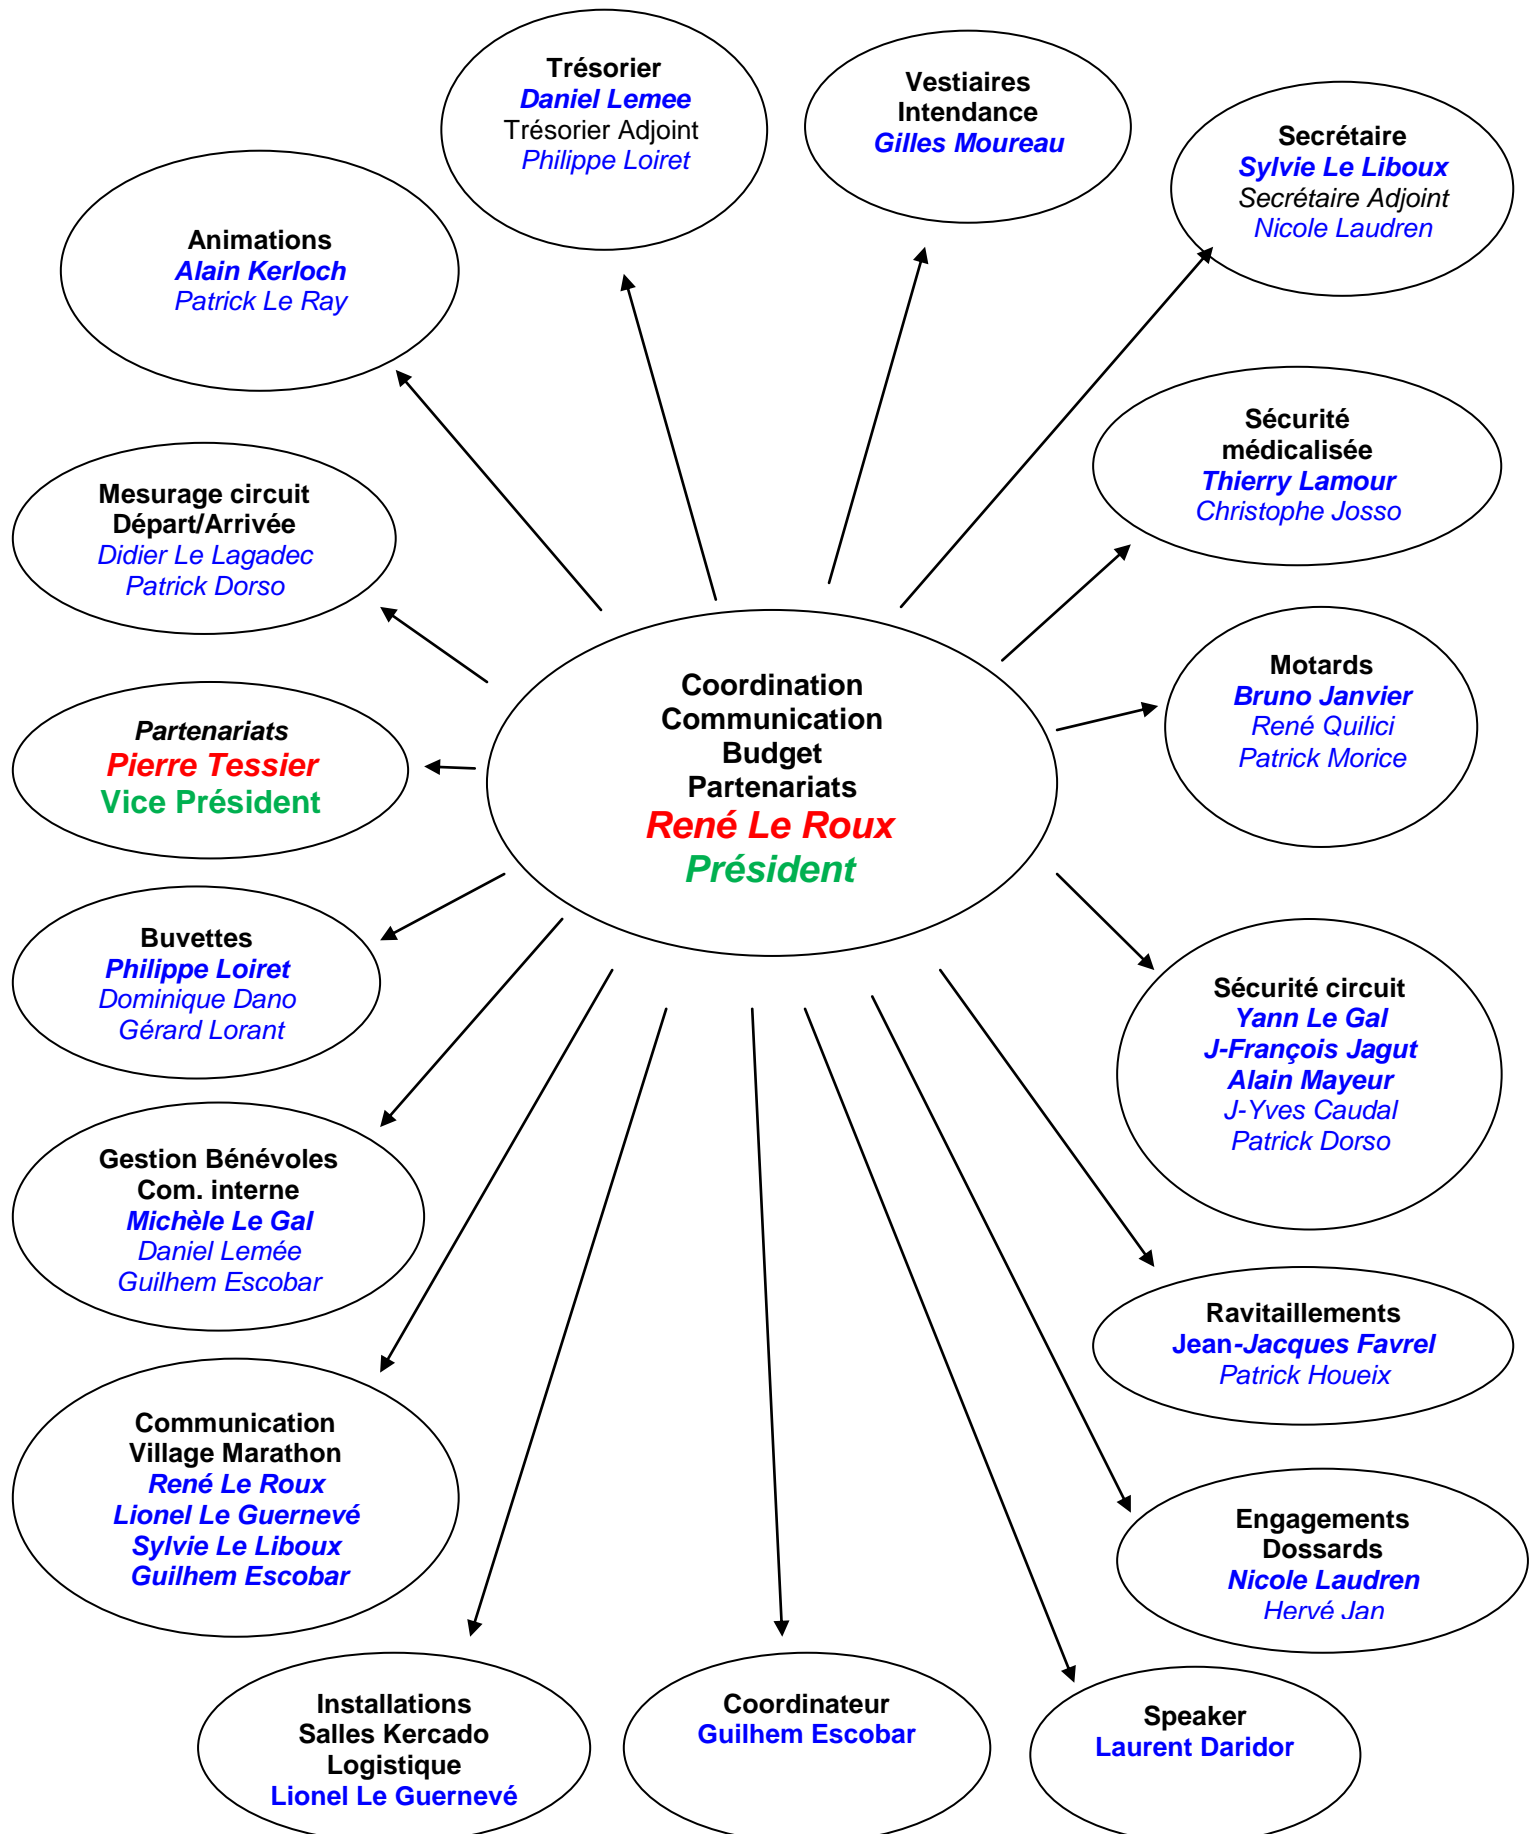 Trésorier
Daniel Lemee
Trésorier Adjoint
Philippe Loiret
Vestiaires
Intendance
Gilles Moureau
Secrétaire
Sylvie Le Liboux
Secrétaire Adjoint
Nicole Laudren
Animations
Alain Kerloch
Patrick Le Ray
Sécurité
médicalisée
Thierry Lamour
Christophe Josso
Mesurage circuit
Départ/Arrivée
Didier Le Lagadec
Patrick Dorso
Motards
Bruno Janvier
René Quilici
Patrick Morice
Coordination
Communication
Budget
Partenariats
René Le Roux
Président
Partenariats
Pierre Tessier
Vice Président
Buvettes
Philippe Loiret
Dominique Dano
Gérard Lorant
Sécurité circuit
Yann Le Gal
J-François Jagut
Alain Mayeur
J-Yves Caudal
Patrick Dorso
Gestion Bénévoles
Com. interne
Michèle Le Gal
Daniel Lemée
Guilhem Escobar
Ravitaillements
Jean-Jacques Favrel
Patrick Houeix
Communication
Village Marathon
René Le Roux
Lionel Le Guernevé
Sylvie Le Liboux
Guilhem Escobar
Engagements
Dossards
Nicole Laudren
Hervé Jan
Installations
Salles Kercado
Logistique
Lionel Le Guernevé
Coordinateur
Guilhem Escobar
Speaker
Laurent Daridor